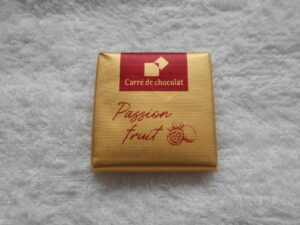 Carré de chocolat
Passion
fruit